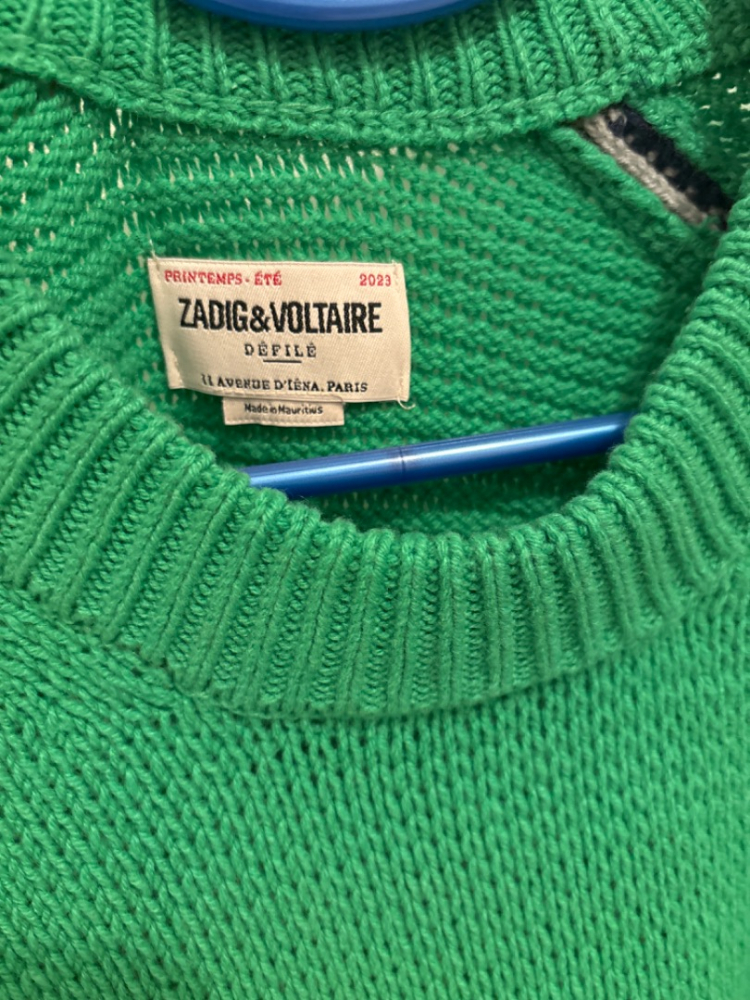 PRINTEMPS - ÉTÉ 2023
ZADIG&VOLTAIRE
DÉFILÉ
11 AVENUE D'IÉNA. PARIS
Made in Mauritius